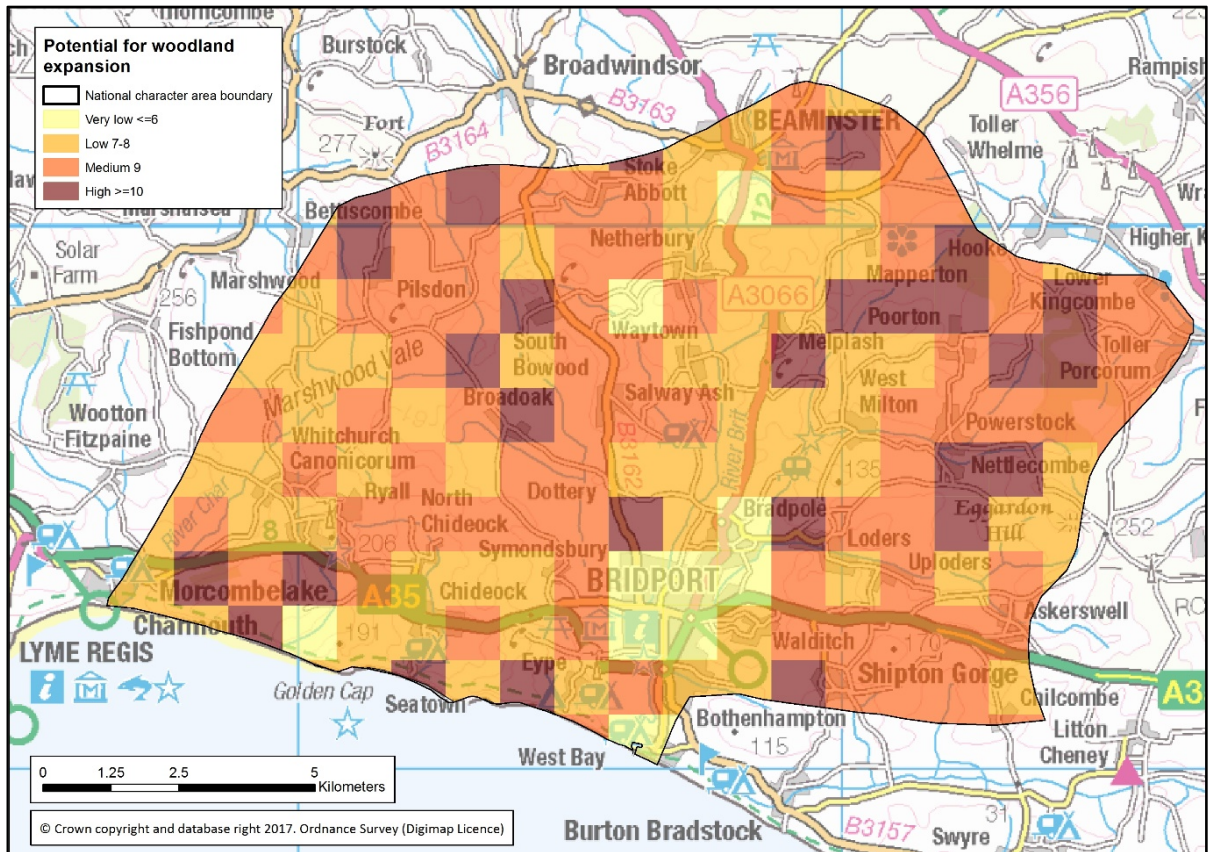 Potential for woodland
expansion
National character area boundary
Very low <=6
Low 7-8
Medium 9
High >=10
Thorncombe
Burstock
Broadwindsor
B3163
B3164
Fort
277
A356
Rampish
Toller
Whelme
BEAMINSTER
Stoke
Abbott
Bettiscombe
12
Netherbury
Hooke
Higher K
Solar
Farm
Marshwood
256
Pilsdon
Mapperton
Lower
Kingcombe
A3066
Fishpond
Bottom
Waytown
Poorton
Marshwood Vale
South
Bowood
Melplash
Toller
Porcorum
West
Milton
Broadoak
Salway Ash
Wootton
Fitzpaine
Powerstock
Whitchurch
Canonicorum
B3162
River Brit
135
Nettlecombe
Ryall
North
Chideock
Dottery
Bradpole
Eggardon
Hill
252
River Char
8
206
Symondsbury
Loders
Uploders
Morcombelake
A35
Chideock
BRIDPORT
Askerswell
Charmouth
191
Walditch
170
LYME REGIS
Eype
Shipton Gorge
Golden Cap
Seatown
Chilcombe
A3
Bothenhampton
115
Litton
Cheney
West Bay
0 1.25 2.5 5
Kilometers
© Crown copyright and database right 2017. Ordnance Survey (Digimap Licence)
Burton Bradstock
B3157
31
Swyre